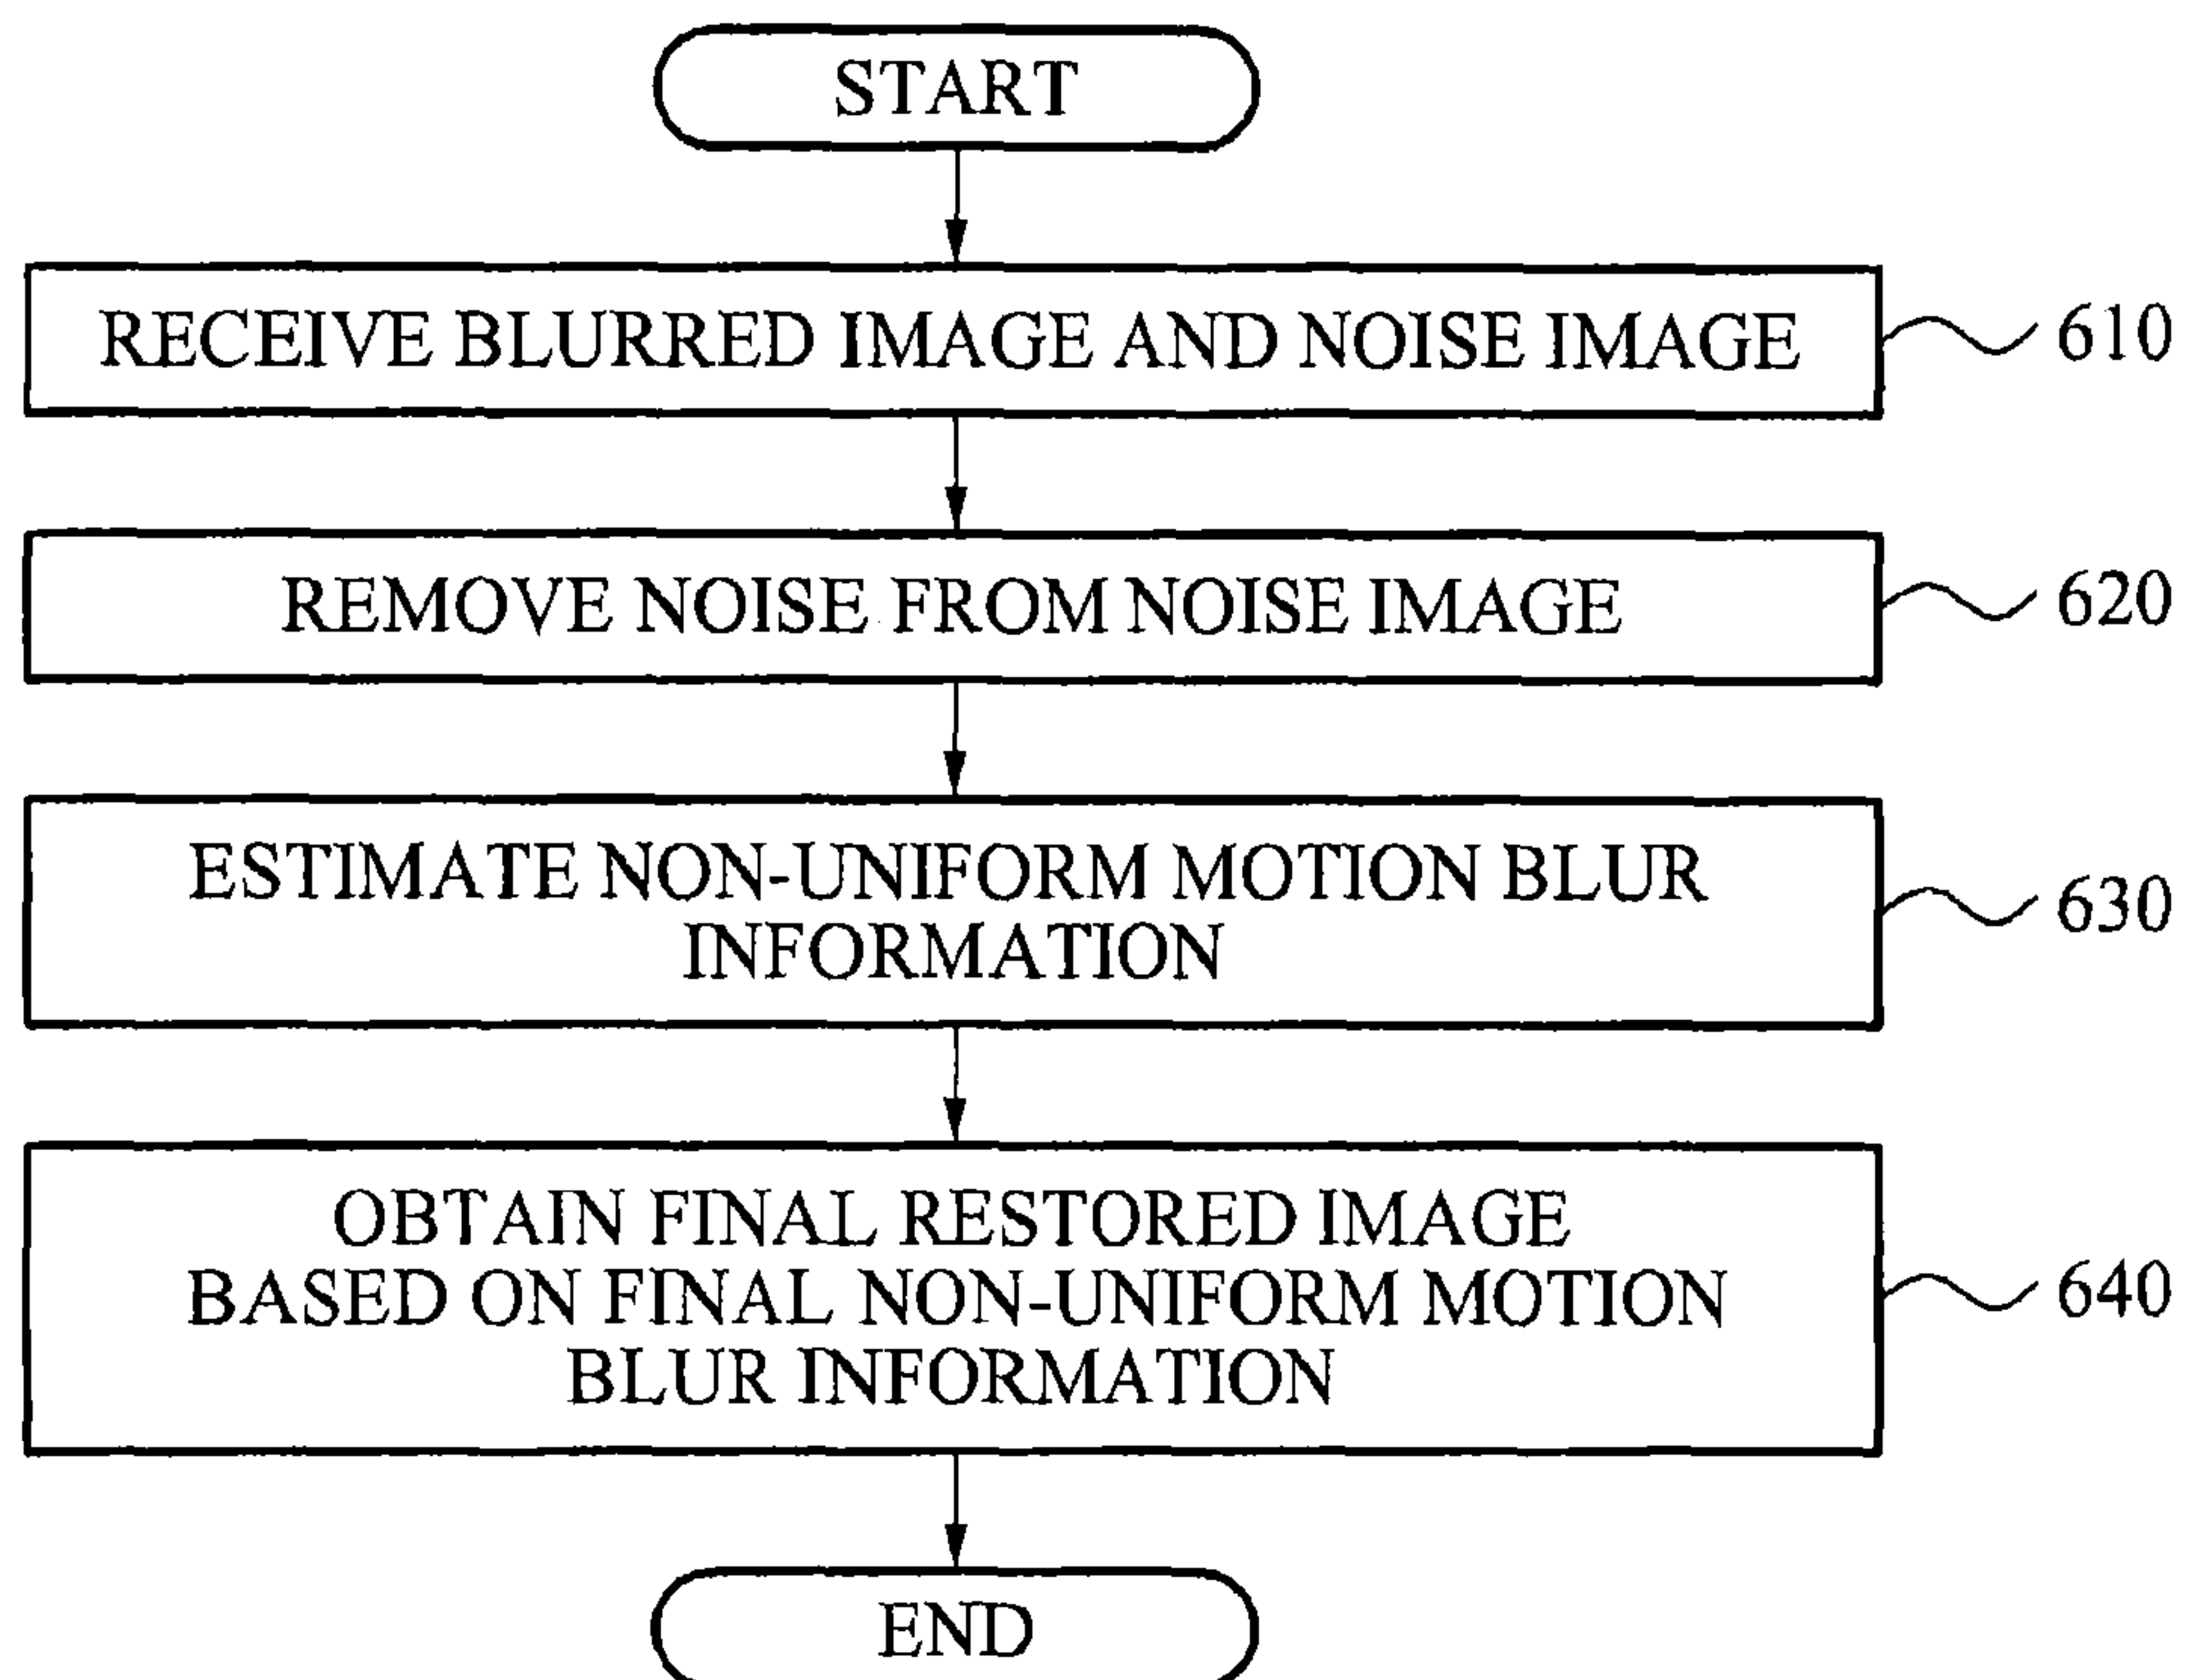 START
RECEIVE BLURRED IMAGE AND NOISE IMAGE
610
REMOVE NOISE FROM NOISE IMAGE
620
ESTIMATE NON-UNIFORM MOTION BLUR
INFORMATION
630
OBTAIN FINAL RESTORED IMAGE
BASED ON FINAL NON-UNIFORM MOTION
BLUR INFORMATION
640
END